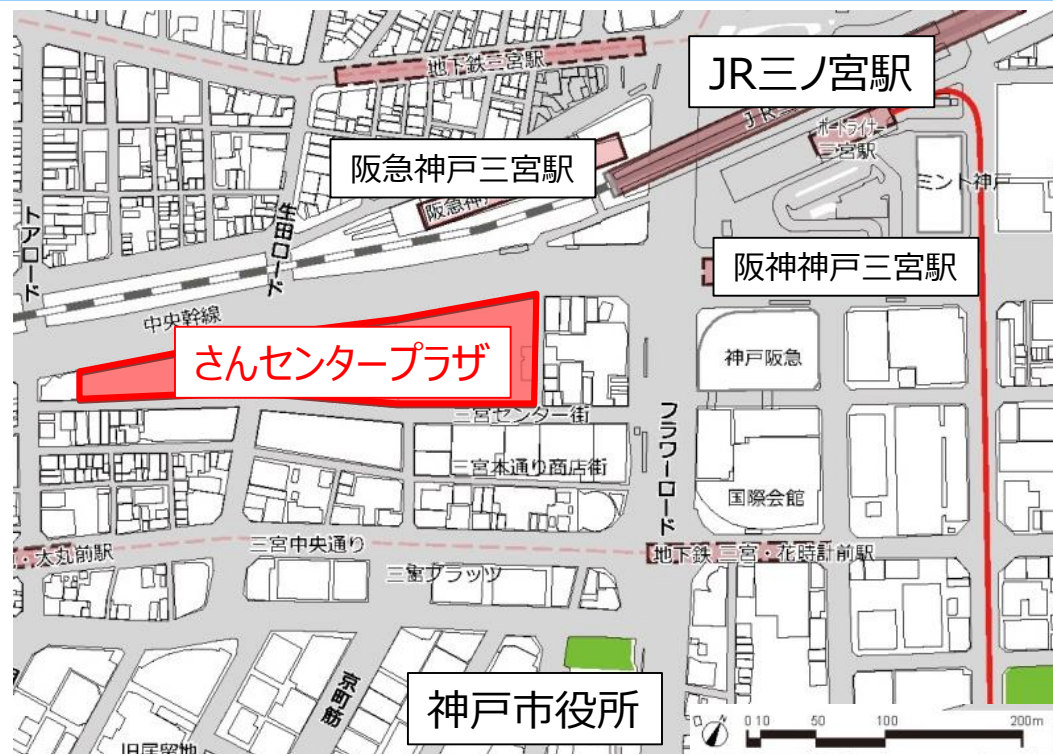 地下鉄三宮駅
JR三ノ宮駅
JR
ポートライナー
三宮駅
阪急神戸三宮駅
阪急神戸
ミント神戸
トアロード
生田ロード
阪神神戸三宮駅
中央幹線
さんセンタープラザ
神戸阪急
三宮センター街
フラワーロード
三宮本通り商店街
国際会館
・大丸前駅
三宮中央通り
地下鉄 三宮・花時計前駅
三宮プラッツ
京町筋
神戸市役所
旧居留地
0 10 50 100 200m